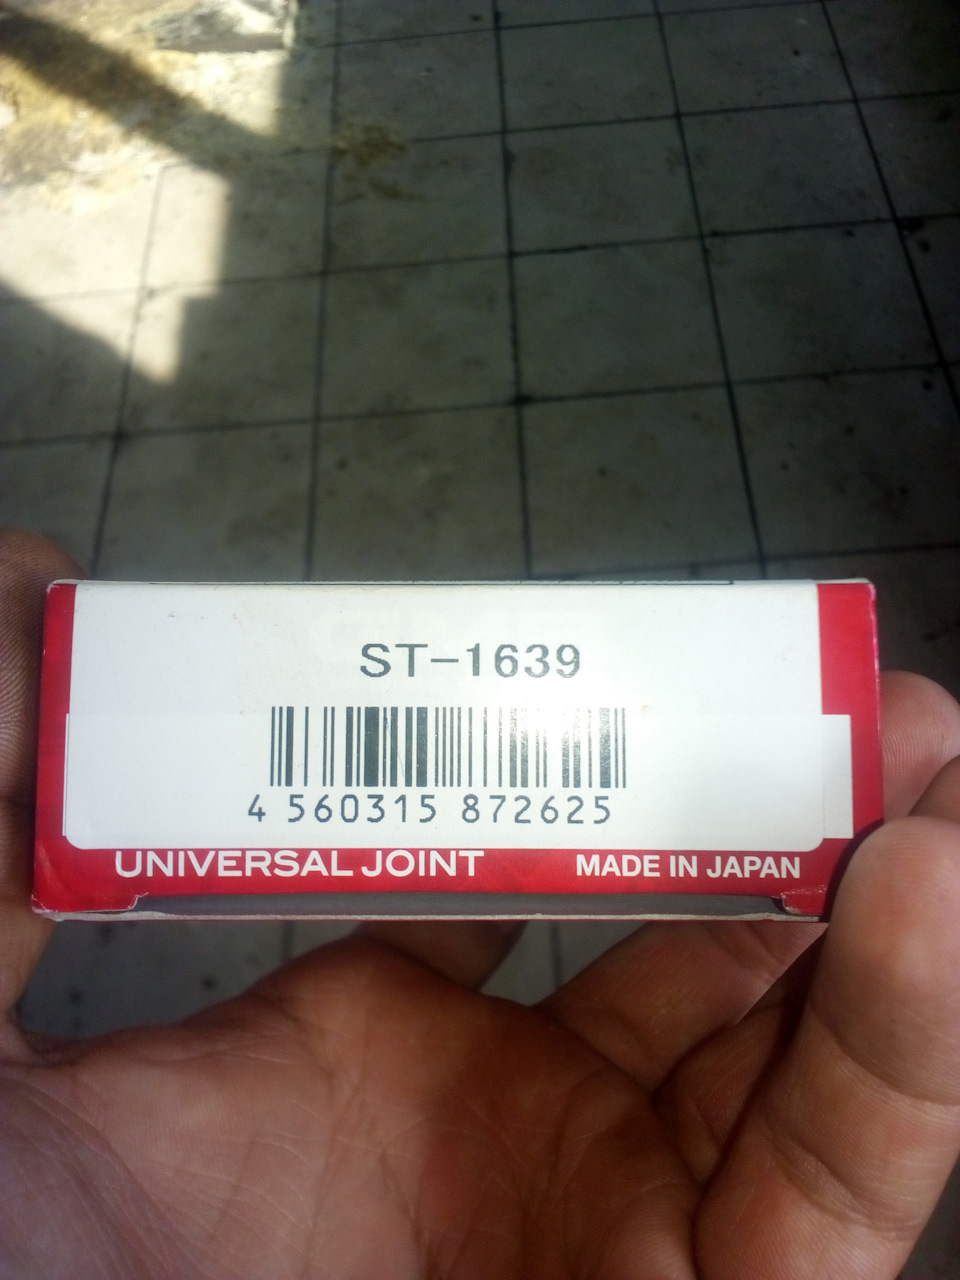 ST-1639
4 560315 872625
UNIVERSAL JOINT MADE IN JAPAN